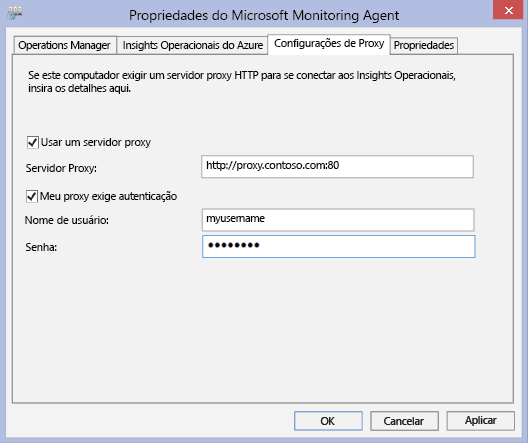 Propriedades do Microsoft Monitoring Agent
Operations Manager Insights Operacionais do Azure Configurações de Proxy Propriedades
Se este computador exigir um servidor proxy HTTP para se conectar aos Insights Operacionais,
insira os detalhes aqui.
Usar um servidor proxy
Servidor Proxy: http://proxy.contoso.com:80
Meu proxy exige autenticação
Nome de usuário: myusername
Senha: ●●●●●●●●
OK Cancelar Aplicar